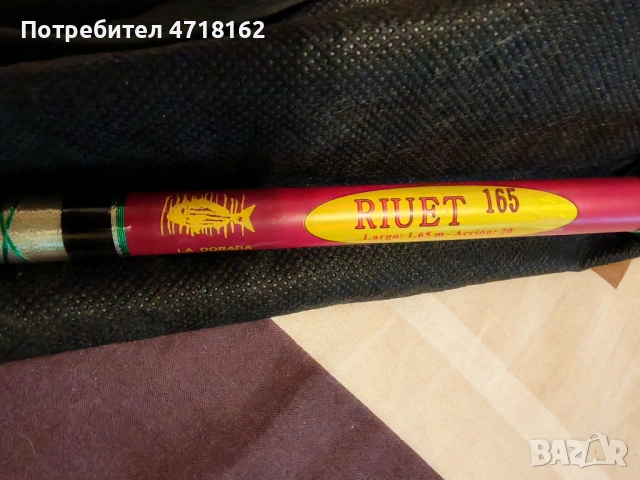 Потребител 4718162
RIUET 165
Largo: 1,65 m - Acción: 20
LA DORADA
BAZAR